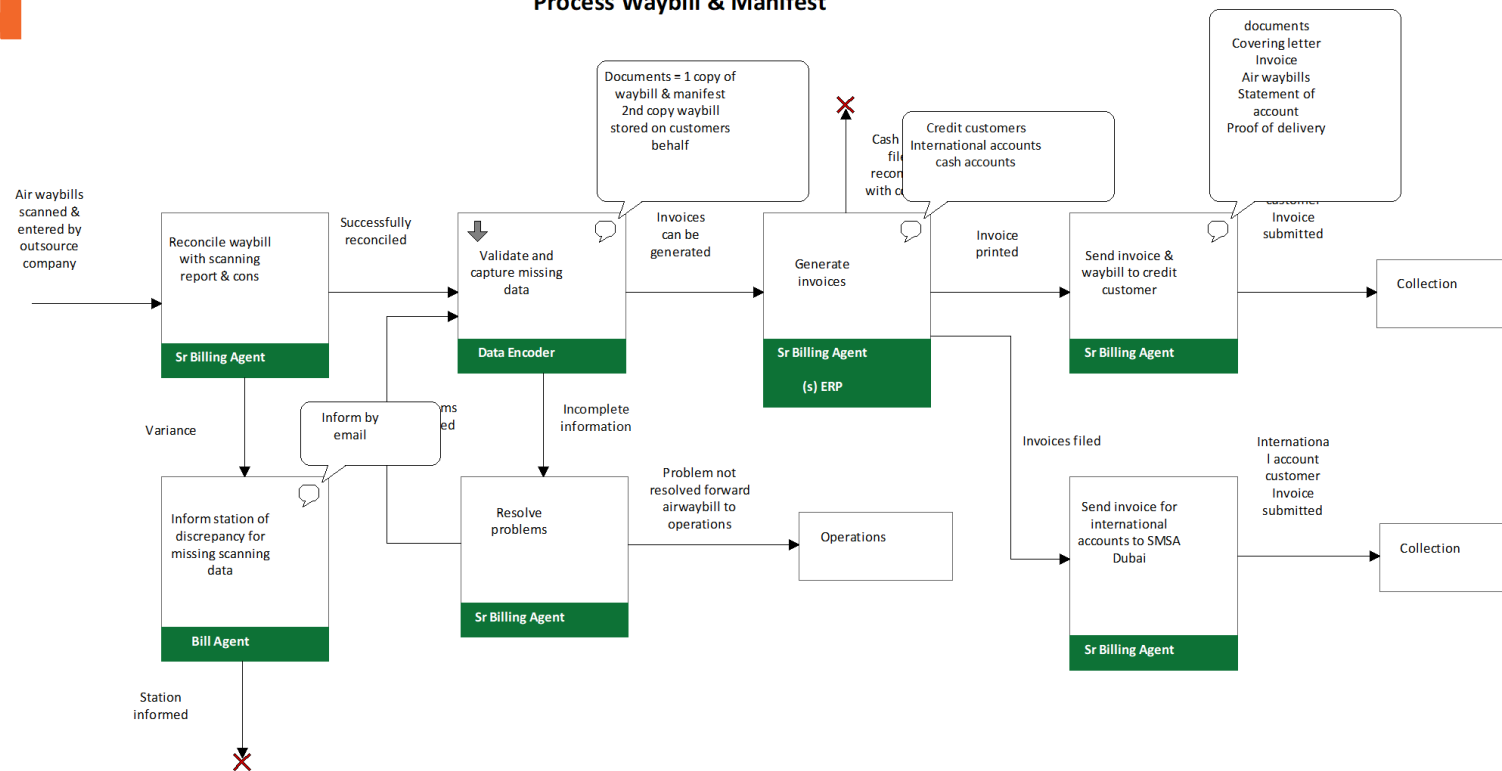 Process Waybill & Manifest
documents
Covering letter
Invoice
Air waybills
Statement of
account
Proof of delivery
Documents = 1 copy of
waybill & manifest
2nd copy waybill
stored on customers
behalf
Credit customers
International accounts
cash accounts
Cash
with
Air waybills
scanned &
entered by
outsource
company
Reconcile waybill
with scanning
report & cons
Sr Billing Agent
Successfully
reconciled
Validate and
capture missing
data
Data Encoder
Invoices
can be
generated
Generate
invoices
Sr Billing Agent
(s) ERP
Invoice
printed
Send invoice &
waybill to credit
customer
Sr Billing Agent
customer
Invoice
submitted
Collection
Variance
Inform by
email
Incomplete
information
Invoices filed
Inform station of
discrepancy for
missing scanning
data
Bill Agent
Resolve
problems
Sr Billing Agent
Problem not
resolved forward
airwaybill to
operations
Operations
Send invoice for
international
accounts to SMSA
Dubai
Sr Billing Agent
Internationa
l account
customer
Invoice
submitted
Collection
Station
informed